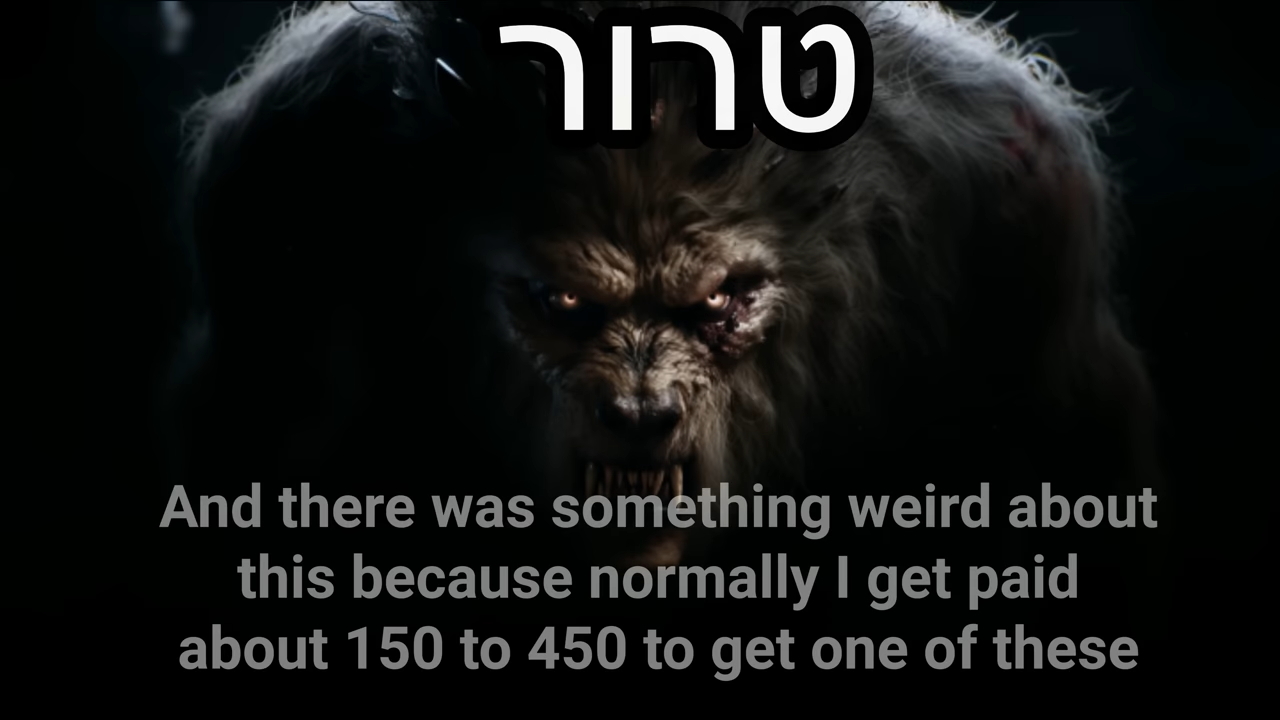 טרור
And there was something weird about
this because normally I get paid
about 150 to 450 to get one of these